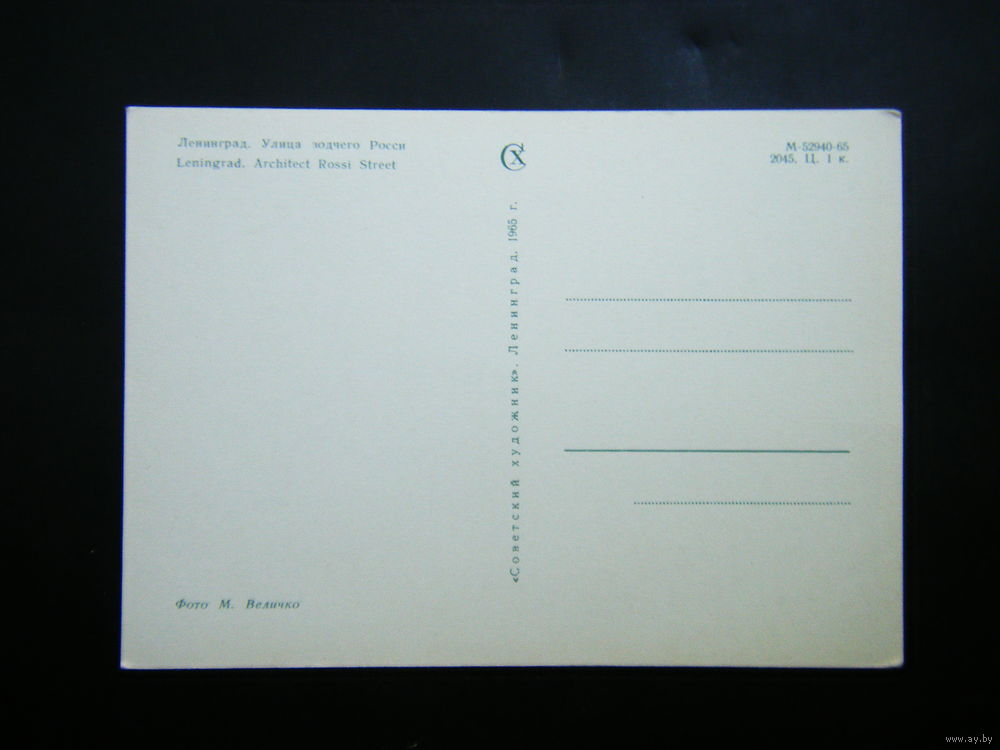 Ленинград. Улица зодчего Росси
Leningrad. Architect Rossi Street
СХ
М-52940-65
2045. Ц. 1 к.
«Советский художник». Ленинград. 1965 г.
Фото М. Величко
www.ay.by